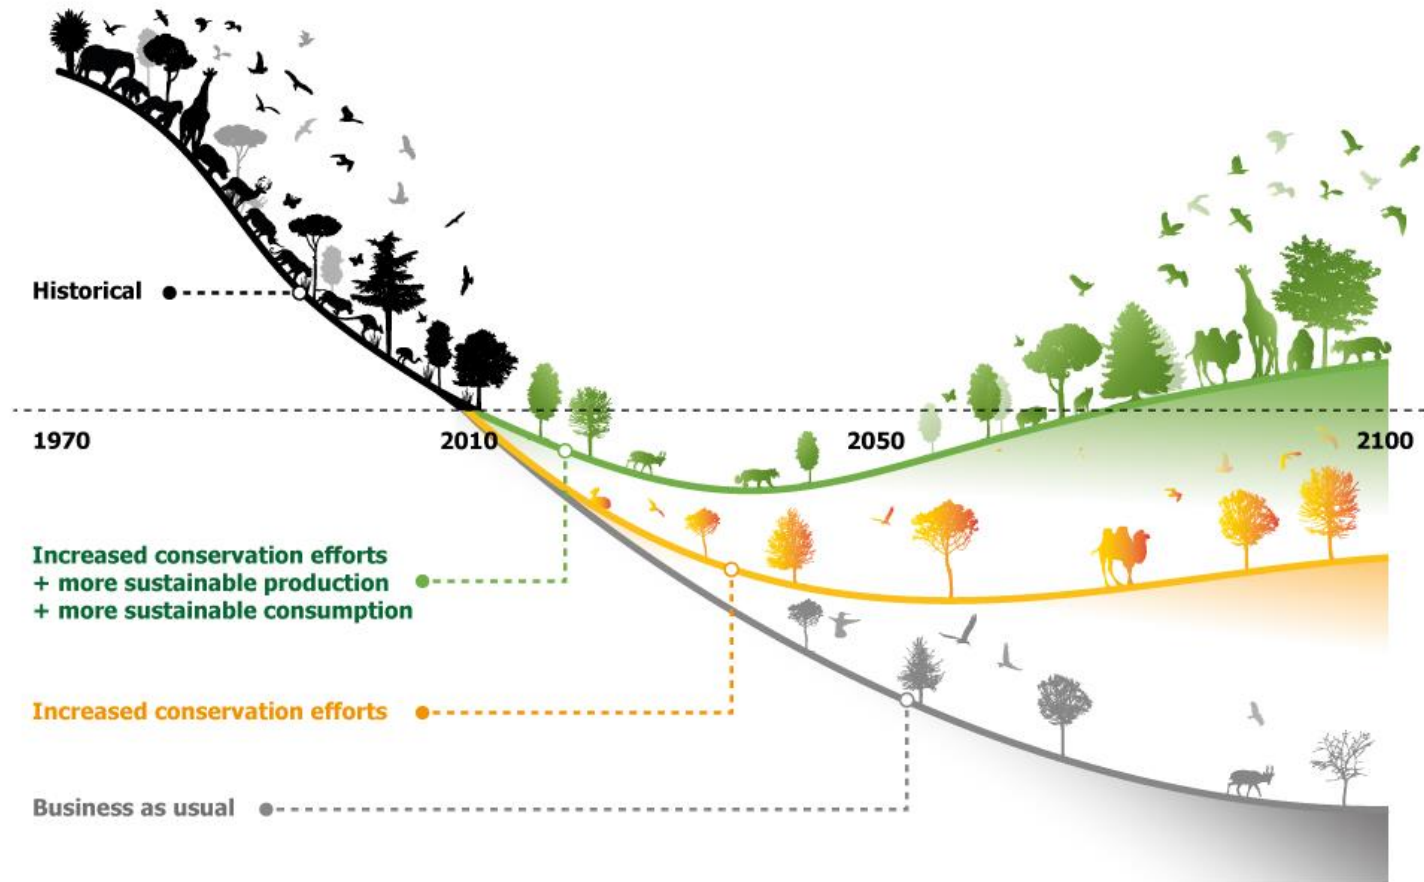 Historical
1970
2010
2050
2100
Increased conservation efforts
+ more sustainable production
+ more sustainable consumption
Increased conservation efforts
Business as usual